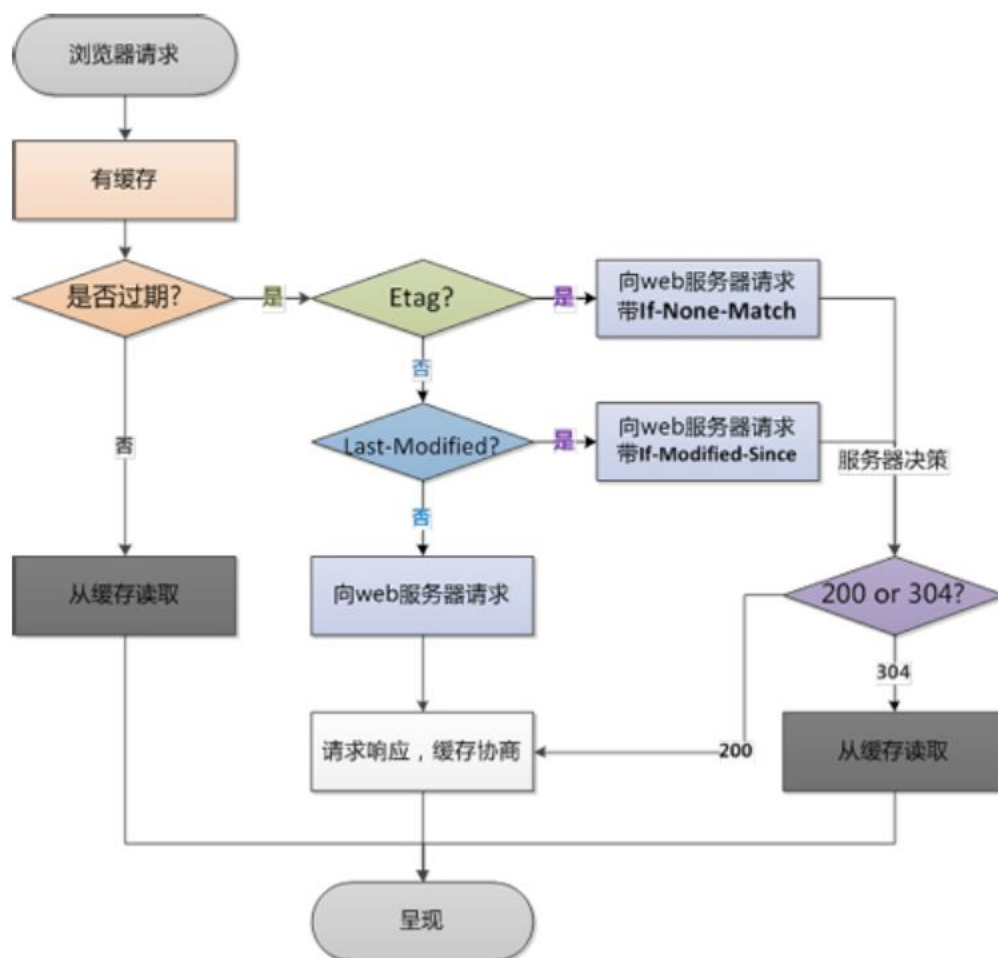 浏览器请求
有缓存
是否过期?
是
Etag?
是
向web服务器请求
带If-None-Match
否
否
Last-Modified?
是
向web服务器请求
带If-Modified-Since
服务器决策
否
从缓存读取
向web服务器请求
200 or 304?
304
请求响应，缓存协商
200
从缓存读取
呈现